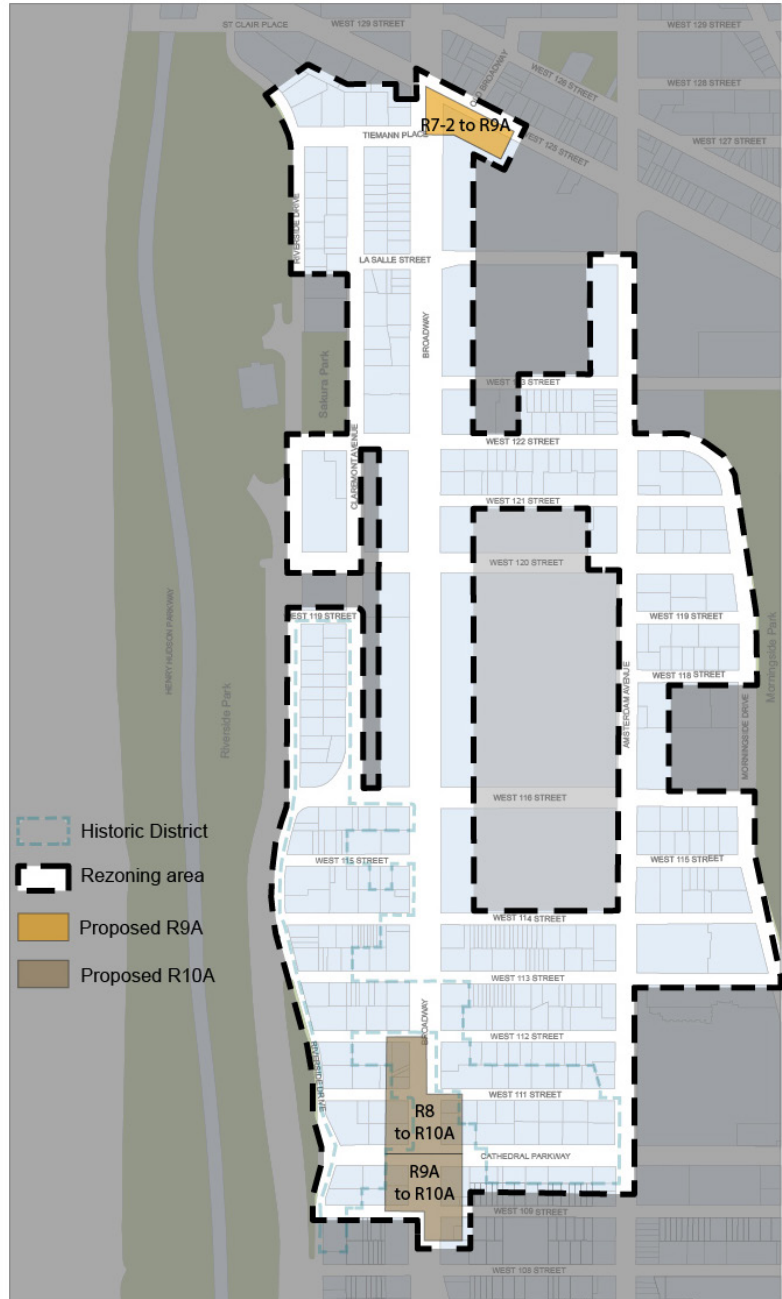 ST CLAIR PLACE
WEST 129 STREET
WEST 129 STREET
OLD BROADWAY
WEST 128 STREET
WEST 126 STREET
R7-2 to R9A
TIEMANN PLACE
WEST 125 STREET
WEST 127 STREET
RIVERSIDE DRIVE
LA SALLE STREET
BROADWAY
Sakura Park
WEST 122 STREET
CLAREMONT AVENUE
WEST 121 STREET
WEST 120 STREET
WEST 119 STREET
HENRY HUDSON PARKWAY
Riverside Park
WEST 118 STREET
AMSTERDAM AVENUE
MORNINGSIDE DRIVE
Morningside Park
WEST 116 STREET
Historic District
WEST 115 STREET
WEST 115 STREET
Rezoning area
WEST 114 STREET
Proposed R9A
Proposed R10A
WEST 113 STREET
BROADWAY
WEST 112 STREET
RIVERSIDE DRIVE
WEST 111 STREET
R8
to R10A
CATHEDRAL PARKWAY
R9A
to R10A
WEST 109 STREET
WEST 108 STREET